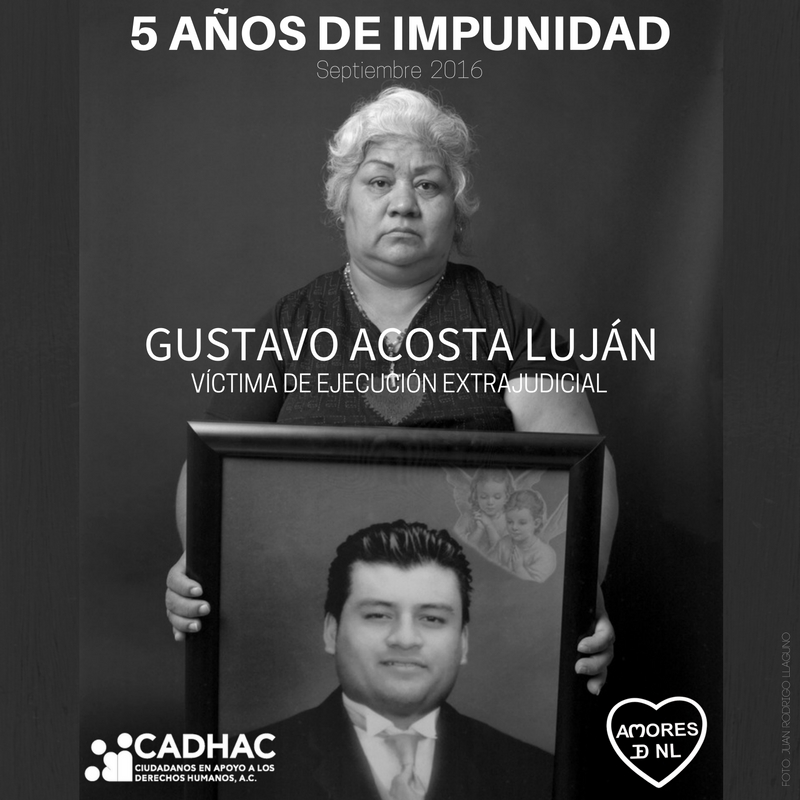 5 AÑOS DE IMPUNIDAD
Septiembre 2016
GUSTAVO ACOSTA LUJÁN
VÍCTIMA DE EJECUCIÓN EXTRAJUDICIAL
CADHAC
CIUDADANOS EN APOYO A LOS
DERECHOS HUMANOS, A.C.
AMORES
D NL
FOTO: JUAN RODRIGO LLAGUNO